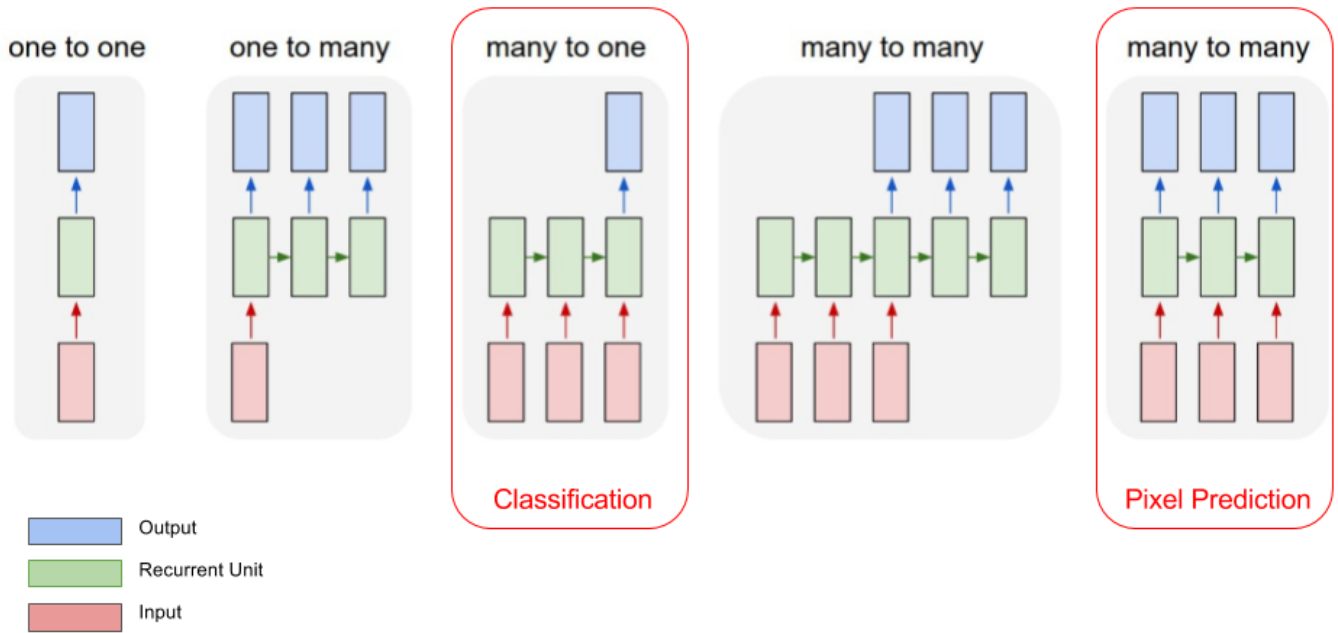 one to one
one to many
many to one
many to many
many to many
Classification
Pixel Prediction
Output
Recurrent Unit
Input